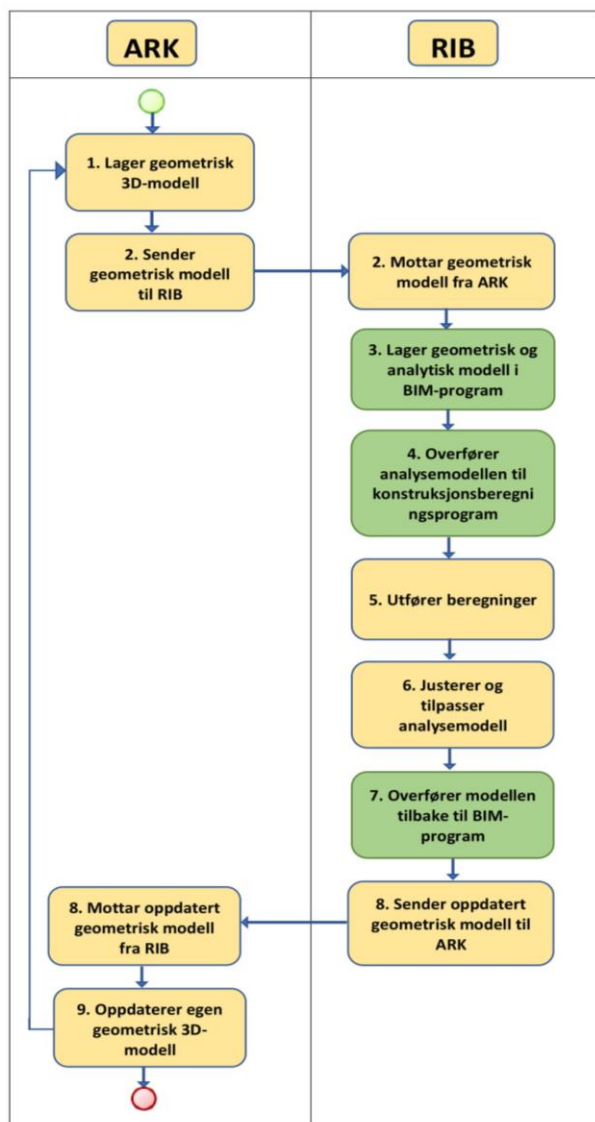 ARK
RIB
1. Lager geometrisk
3D-modell
2. Sender
geometrisk modell
til RIB
2. Mottar geometrisk
modell fra ARK
3. Lager geometrisk og
analytisk modell i
BIM-program
4. Overfører
analysemodellen til
konstruksjonsberegni
ngsprogram
5. Utfører beregninger
6. Justerer og
tilpasser
analysemodell
7. Overfører modellen
tilbake til BIM-
program
8. Sender oppdatert
geometrisk modell til
ARK
8. Mottar oppdatert
geometrisk modell
fra RIB
9. Oppdaterer egen
geometrisk 3D-
modell